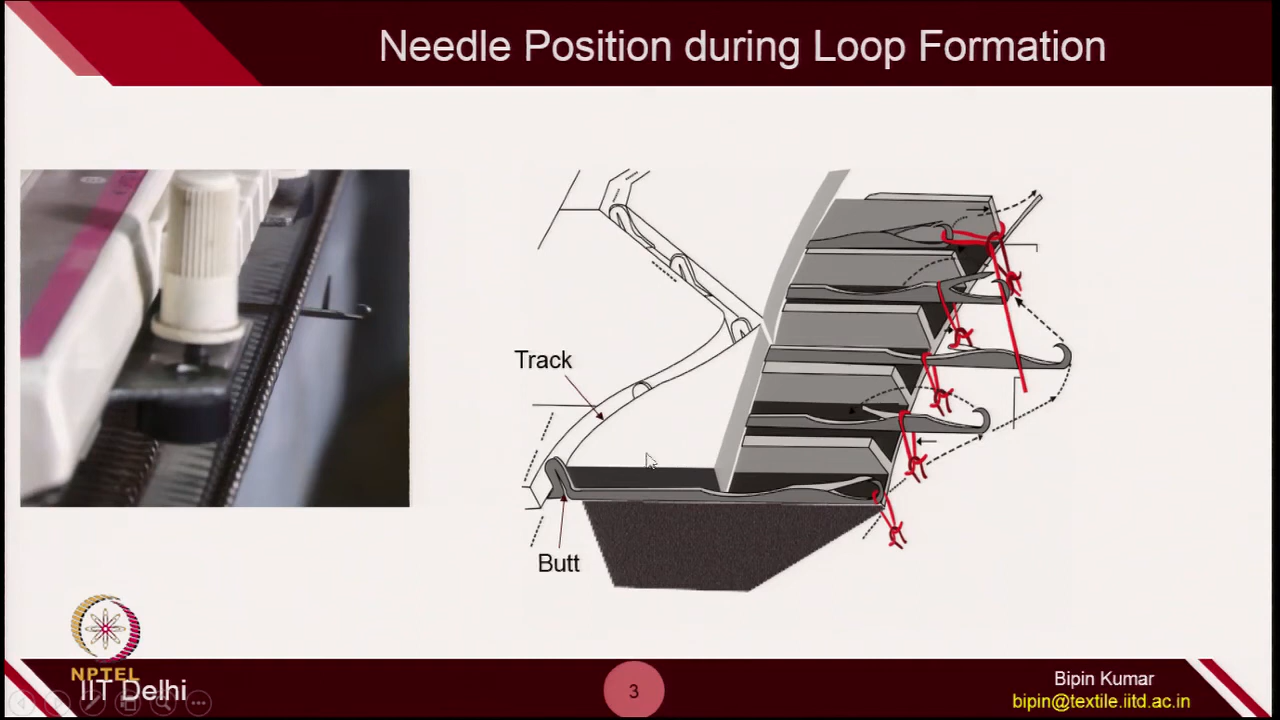 Needle Position during Loop Formation
Track
Butt
NPTEL
IIT Delhi
3
Bipin Kumar
bipin@textile.iitd.ac.in